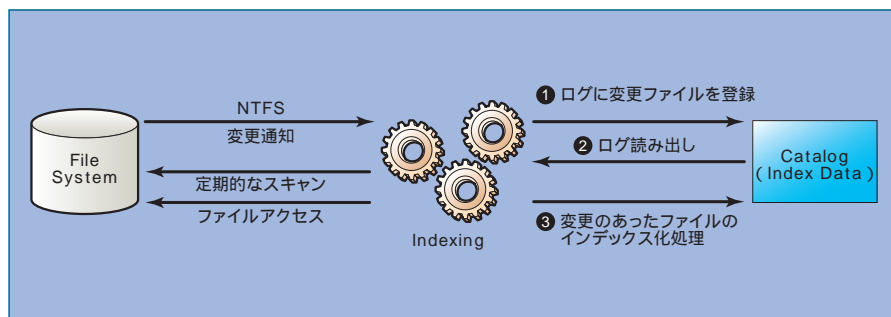 File
System
NTFS
変更通知
定期的なスキャン
ファイルアクセス
Indexing
❶ ログに変更ファイルを登録
❷ ログ読み出し
❸ 変更のあったファイルの
インデックス化処理
Catalog
(Index Data)